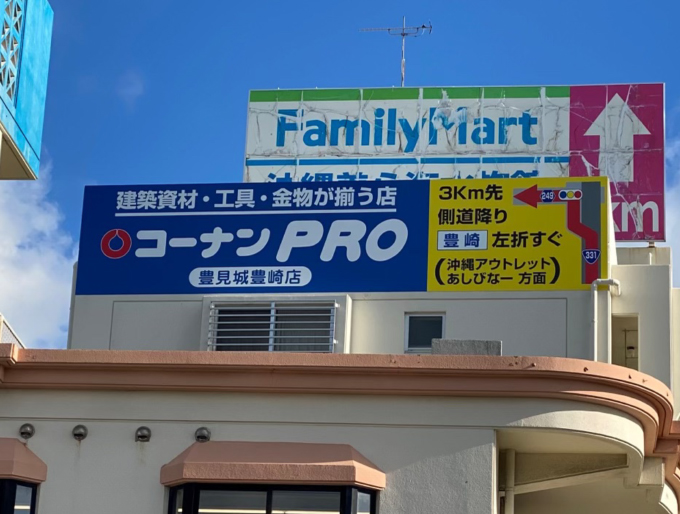 FamilyMart
km
建築資材・工具・金物が揃う店
コーナンPRO
豊見城豊崎店
3Km先
側道降り
豊崎 左折すぐ
(沖縄アウトレット
あしびなー 方面)
249
331